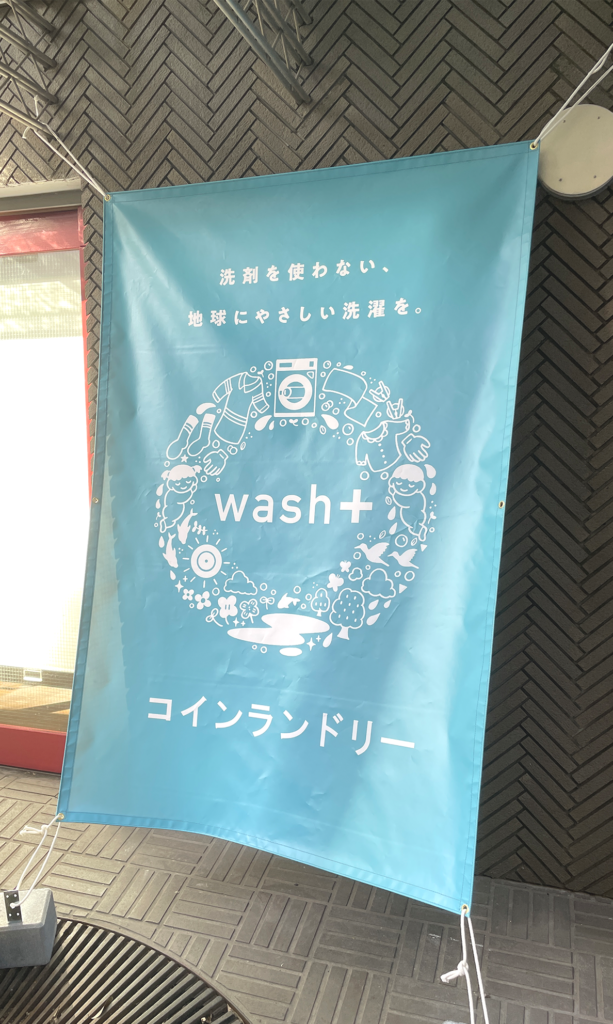 洗剤を使わない、
地球にやさしい洗濯を。
wash+
コインランドリー